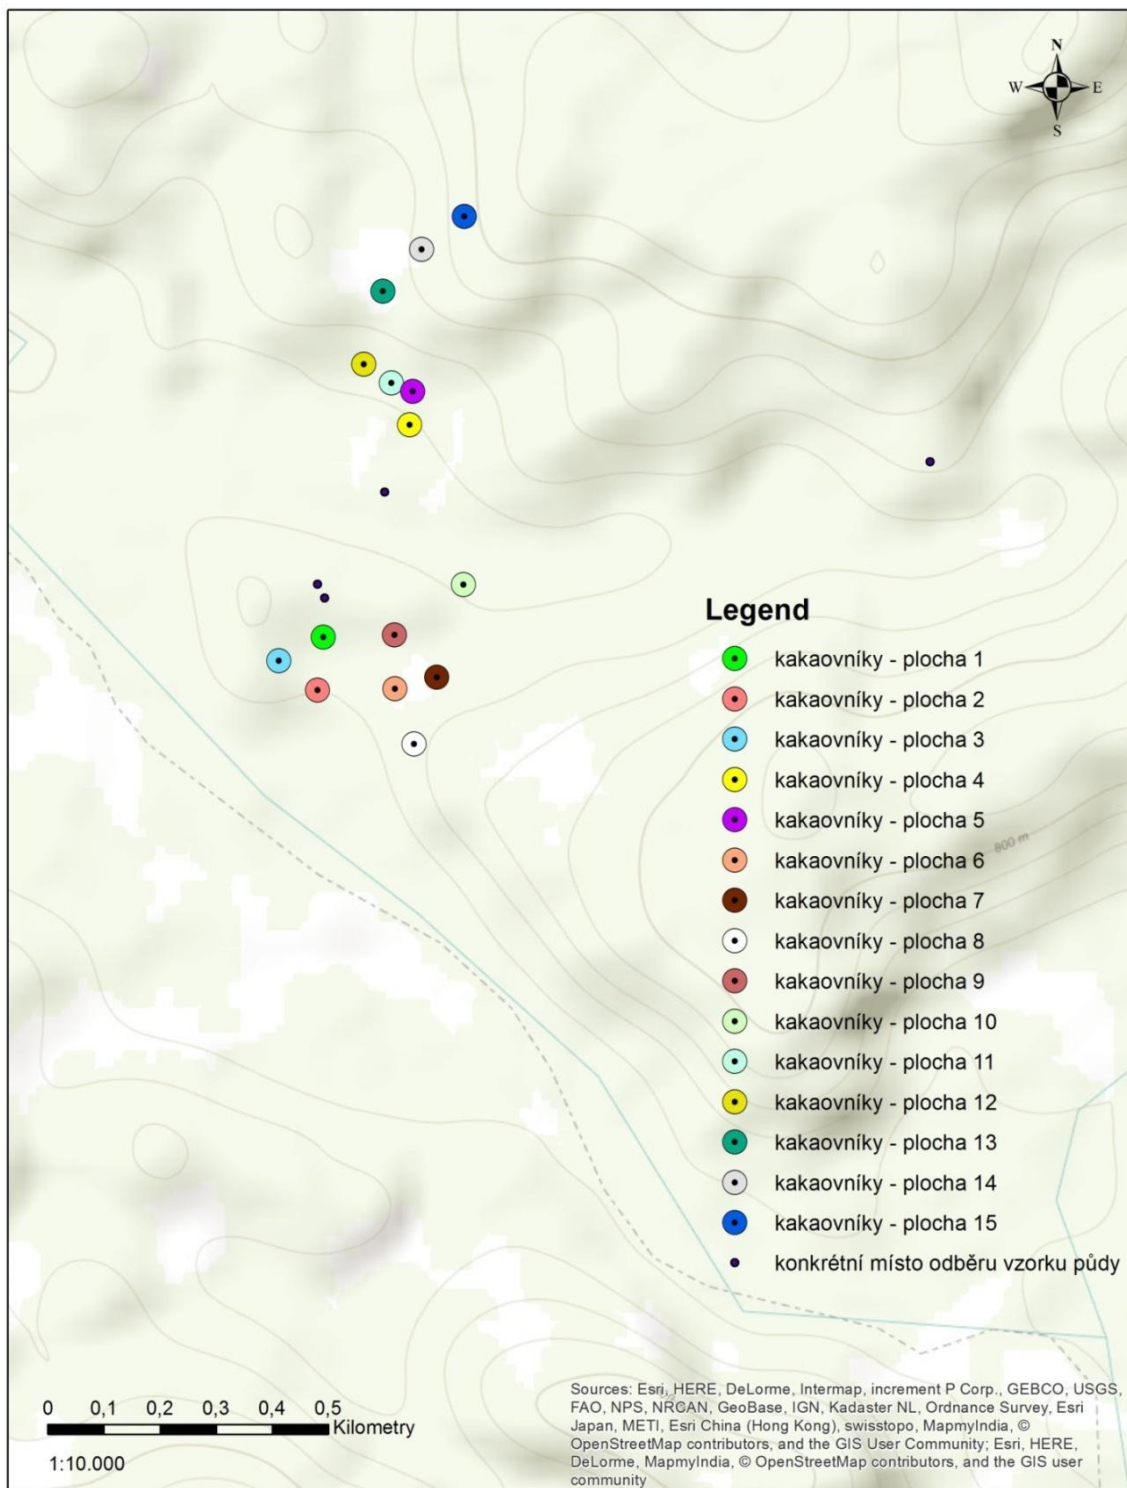 N
W E
S
Legend
kakaovníky - plocha 1
kakaovníky - plocha 2
kakaovníky - plocha 3
kakaovníky - plocha 4
kakaovníky - plocha 5
kakaovníky - plocha 6
kakaovníky - plocha 7
800 m
kakaovníky - plocha 8
kakaovníky - plocha 9
kakaovníky - plocha 10
kakaovníky - plocha 11
kakaovníky - plocha 12
kakaovníky - plocha 13
kakaovníky - plocha 14
kakaovníky - plocha 15
konkrétní místo odběru vzorku půdy
0 0,1 0,2 0,3 0,4 0,5
Kilometry
1:10.000
Sources: Esri, HERE, DeLorme, Intermap, increment P Corp., GEBCO, USGS,
FAO, NPS, NRCAN, GeoBase, IGN, Kadaster NL, Ordnance Survey, Esri
Japan, METI, Esri China (Hong Kong), swisstopo, MapmyIndia, ©
OpenStreetMap contributors, and the GIS User Community; Esri, HERE,
DeLorme, MapmyIndia, © OpenStreetMap contributors, and the GIS user
community